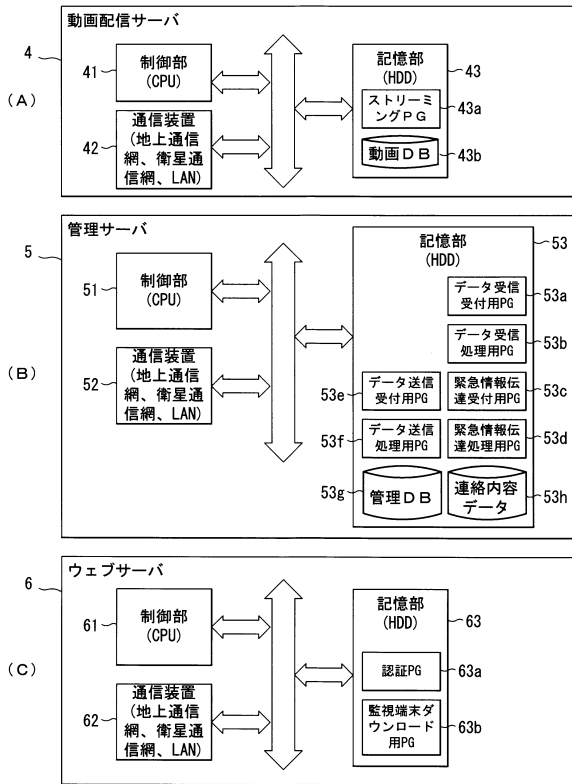 動画配信サーバ
4
(A)
制御部
(CPU)
41
通信装置
(地上通信
網、衛星通
信網、LAN)
42
記憶部
(HDD)
43
ストリーミ
ングPG
43a
動画DB
43b
管理サーバ
5
(B)
制御部
(CPU)
51
通信装置
(地上通信
網、衛星通
信網、LAN)
52
記憶部
(HDD)
53
データ受信
受付用PG
53a
データ受信
処理用PG
53b
53e
データ送信
受付用PG
緊急情報伝
達受付用PG
53c
53f
データ送信
処理用PG
緊急情報伝
達処理用PG
53d
53g
管理DB
連絡内容
データ
53h
ウェブサーバ
6
(C)
制御部
(CPU)
61
通信装置
(地上通信
網、衛星通
信網、LAN)
62
記憶部
(HDD)
63
認証PG
63a
監視端末ダ
ウンロード
用PG
63b